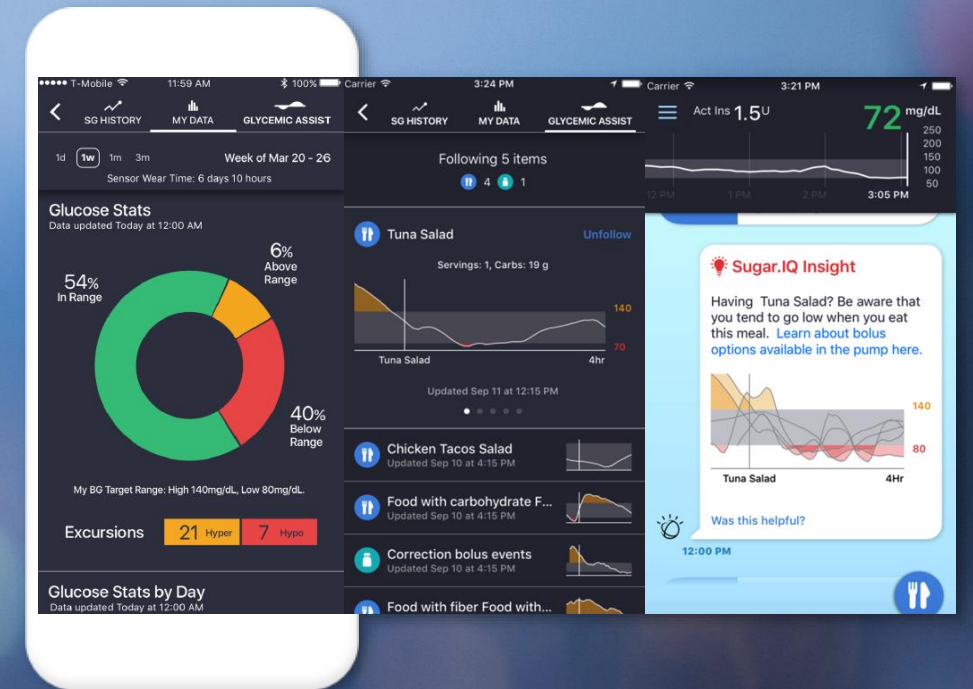 T-Mobile 11:59 AM 100%
SG HISTORY MY DATA GLYCEMIC ASSIST
1d 1w 1m 3m Week of Mar 20 - 26
Sensor Wear Time: 6 days 10 hours
Glucose Stats
Data updated Today at 12:00 AM
6%
Above
Range
54%
In Range
40%
Below
Range
My BG Target Range: High 140mg/dL, Low 80mg/dL.
Excursions 21 Hyper 7 Hypo
Glucose Stats by Day
Data updated Today at 12:00 AM
Carrier 3:24 PM
SG HISTORY MY DATA GLYCEMIC ASSIST
Following 5 items
4 1
Tuna Salad Unfollow
Servings: 1, Carbs: 19 g
140
70
Tuna Salad 4hr
Updated Sep 11 at 12:15 PM
Chicken Tacos Salad
Updated Sep 10 at 4:15 PM
Food with carbohydrate F...
Updated Sep 10 at 4:15 PM
Correction bolus events
Updated Sep 10 at 4:15 PM
Food with fiber Food with...
Carrier 3:21 PM
Act Ins 1.5U 72 mg/dL
250
200
150
100
50
12 PM 1 PM 2 PM 3:05 PM
Sugar.IQ Insight
Having Tuna Salad? Be aware that
you tend to go low when you eat
this meal. Learn about bolus
options available in the pump here.
140
80
Tuna Salad 4Hr
Was this helpful?
12:00 PM